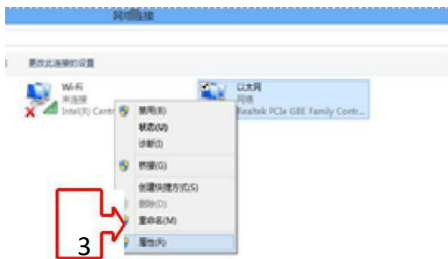 网络连接
更改此连接的设置
Wi-Fi
未连接
Intel(R) Centr
以太网
网络
Realtek PCIe GBE Family Contr...
禁用(B)
状态(U)
诊断(I)
桥接(G)
创建快捷方式(S)
删除(D)
重命名(M)
属性(R)
3